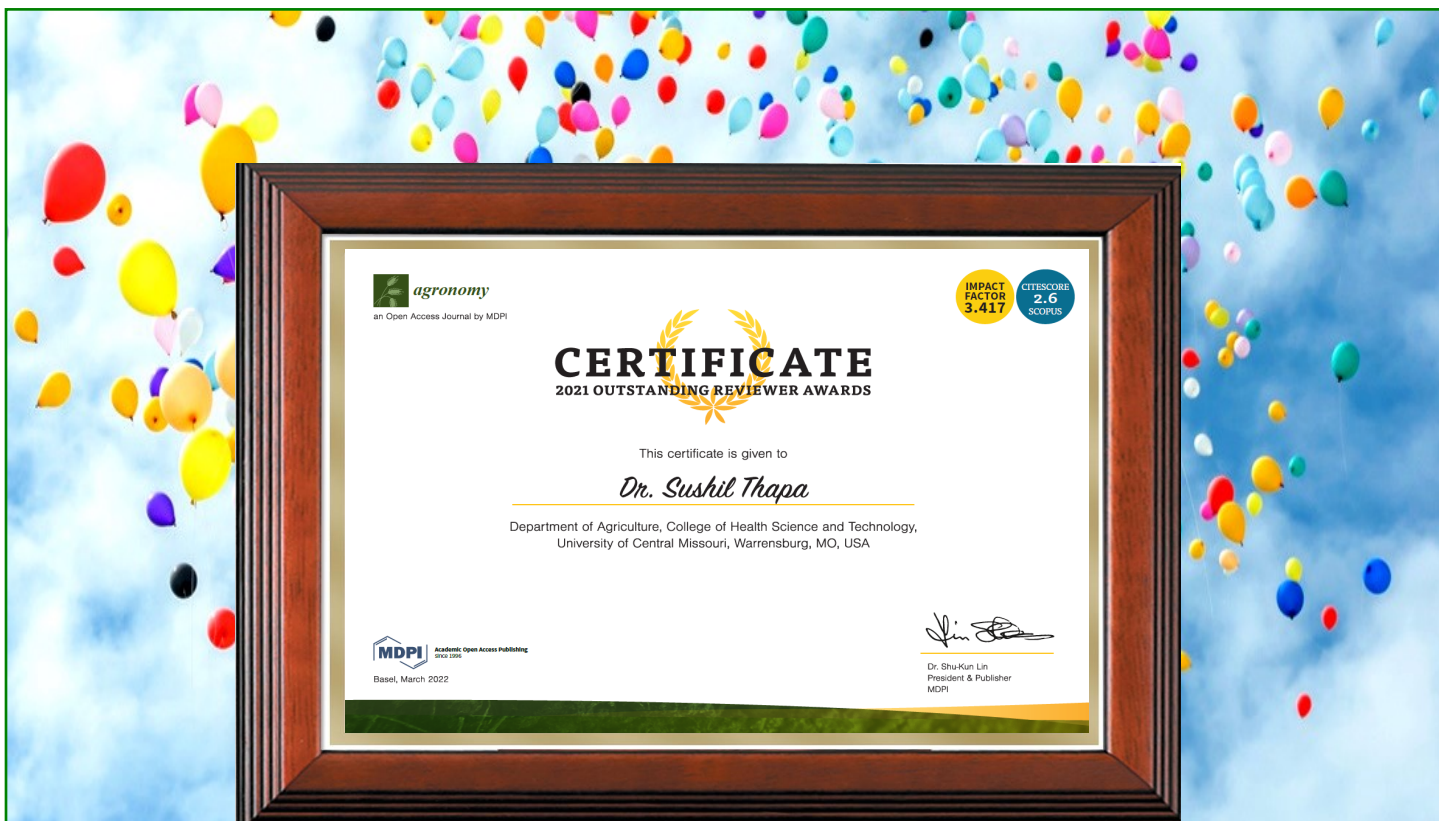 agronomy
an Open Access Journal by MDPI
IMPACT
FACTOR
3.417
CITESCORE
2.6
SCOPUS
CERTIFICATE
2021 OUTSTANDING REVIEWER AWARDS
This certificate is given to
Dr. Sushil Thapa
Department of Agriculture, College of Health Science and Technology,
University of Central Missouri, Warrensburg, MO, USA
MDPI
Academic Open Access Publishing
since 1996
Basel, March 2022
Dr. Shu-Kun Lin
President & Publisher
MDPI